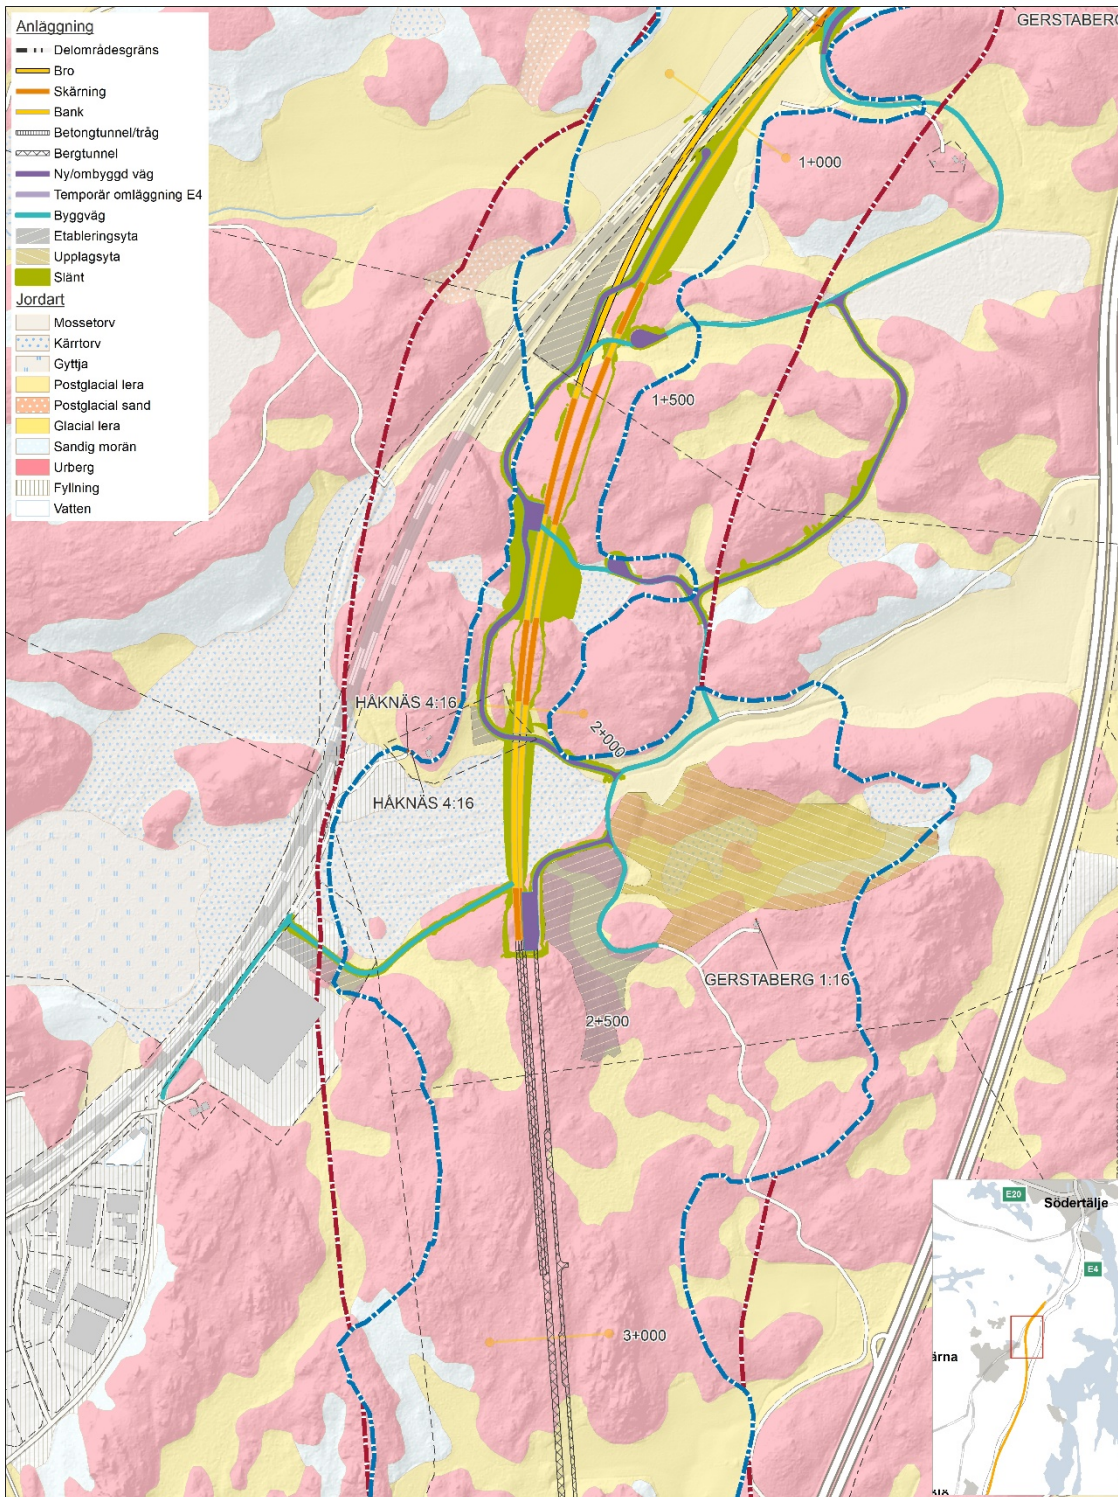 Anläggning
Delområdesgräns
Bro
Skärning
Bank
Betongtunnel/tråg
Bergtunnel
Ny/ombyggd väg
Temporär omläggning E4
Byggväg
Etableringsyta
Upplagsyta
Slänt
Jordart
Mossetorv
Kärrtorv
Gyttja
Postglacial lera
Postglacial sand
Glacial lera
Sandig morän
Urberg
Fyllning
Vatten
GERSTABERG
1+000
1+500
HÅKNÄS 4:16
2+000
HÅKNÄS 4:16
GERSTABERG 1:16
2+500
3+000
E20
Södertälje
E4
ärna